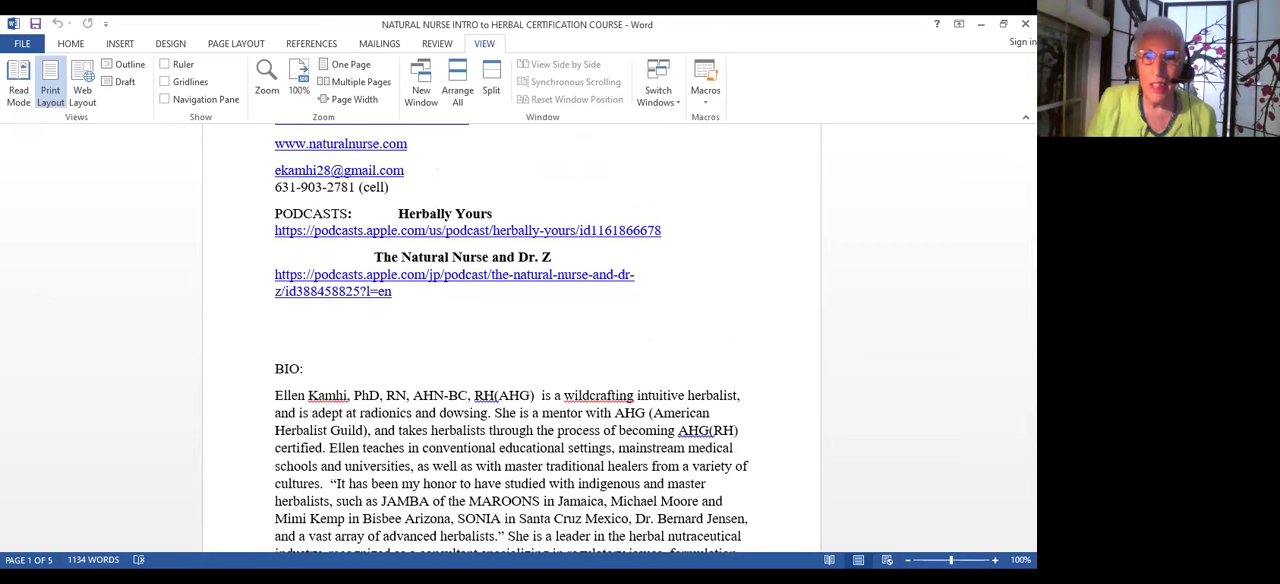 NATURAL NURSE INTRO to HERBAL CERTIFICATION COURSE - Word
?
Sign in
FILE HOME INSERT DESIGN PAGE LAYOUT REFERENCES MAILINGS REVIEW VIEW
Read Mode
Print Layout
Web Layout
Outline
Draft
Views
Ruler
Gridlines
Navigation Pane
Show
Zoom
100%
One Page
Multiple Pages
Page Width
Zoom
New Window
Arrange All
Split
View Side by Side
Synchronous Scrolling
Reset Window Position
Window
Switch Windows
Macros
Macros
www.naturalnurse.com
ekamhi28@gmail.com
631-903-2781 (cell)
PODCASTS: Herbally Yours
https://podcasts.apple.com/us/podcast/herbally-yours/id1161866678
The Natural Nurse and Dr. Z
https://podcasts.apple.com/jp/podcast/the-natural-nurse-and-dr-
z/id388458825?l=en
BIO:
Ellen Kamhi, PhD, RN, AHN-BC, RH(AHG) is a wildcrafting intuitive herbalist,
and is adept at radionics and dowsing. She is a mentor with AHG (American
Herbalist Guild), and takes herbalists through the process of becoming AHG(RH)
certified. Ellen teaches in conventional educational settings, mainstream medical
schools and universities, as well as with master traditional healers from a variety of
cultures. “It has been my honor to have studied with indigenous and master
herbalists, such as JAMBA of the MAROONS in Jamaica, Michael Moore and
Mimi Kemp in Bisbee Arizona, SONIA in Santa Cruz Mexico, Dr. Bernard Jensen,
and a vast array of advanced herbalists.” She is a leader in the herbal nutraceutical
industry, recognized as a consultant specializing in regulatory issues, formulation
PAGE 1 OF 5 1134 WORDS
100%